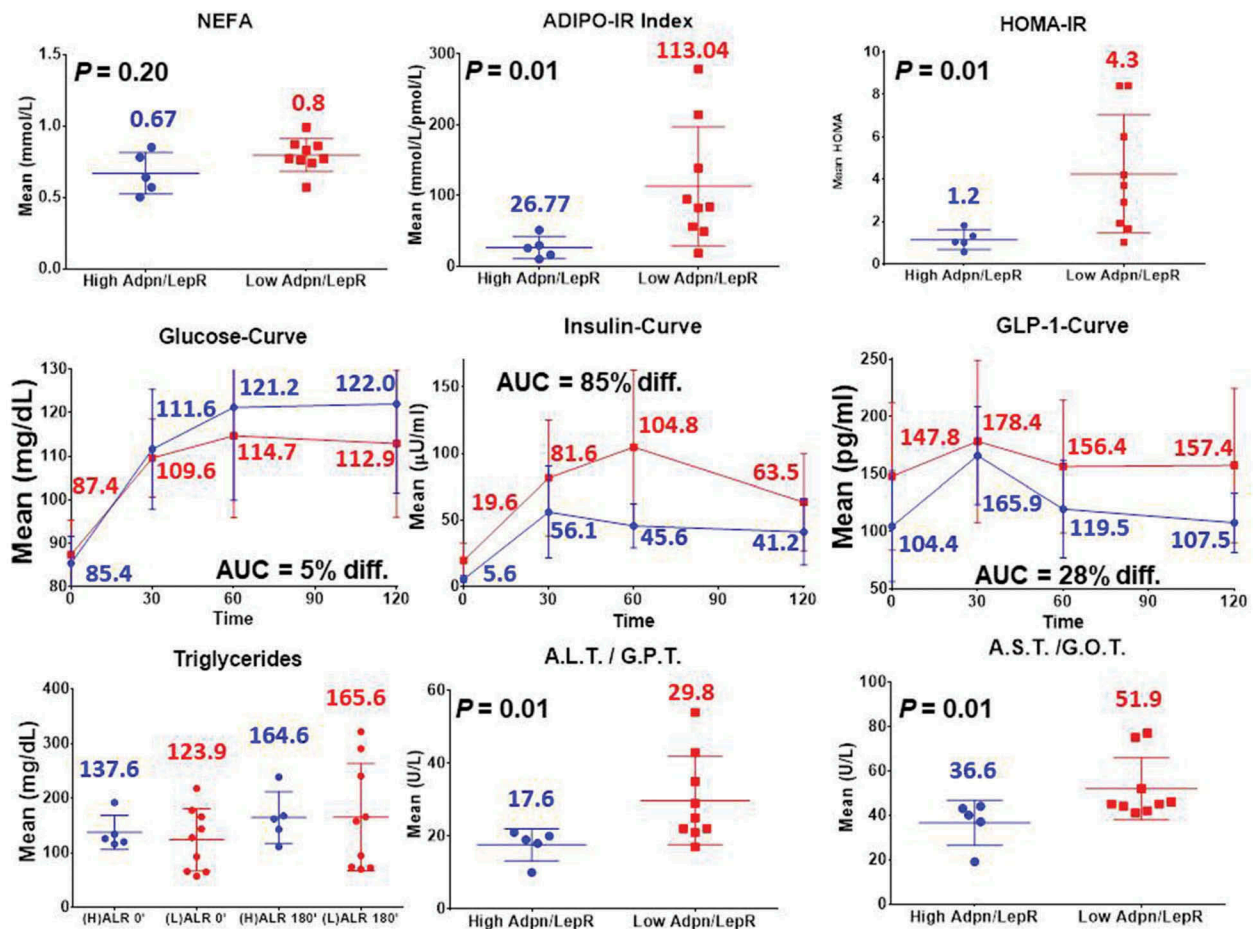 NEFA
Mean (mmol/L)
1.5
1.0
0.5
0.0
P = 0.20
0.67
0.8
High Adpn/LepR
Low Adpn/LepR
ADIPO-IR Index
Mean (mmol/L/pmol/L)
300
200
100
0
P = 0.01
26.77
113.04
High Adpn/LepR
Low Adpn/LepR
HOMA-IR
Mean HOMA
10
8
6
4
2
0
P = 0.01
1.2
4.3
High Adpn/LepR
Low Adpn/LepR
Glucose-Curve
Mean (mg/dL)
130
120
110
100
90
80
87.4
85.4
111.6
109.6
121.2
114.7
122.0
112.9
AUC = 5% diff.
0
30
60
90
120
Time
Insulin-Curve
Mean (µU/ml)
150
100
50
0
AUC = 85% diff.
19.6
5.6
81.6
56.1
104.8
45.6
63.5
41.2
0
30
60
90
120
Time
GLP-1-Curve
Mean (pg/ml)
250
200
150
100
50
147.8
104.4
178.4
165.9
156.4
119.5
157.4
107.5
AUC = 28% diff.
0
30
60
90
120
Time
Triglycerides
Mean (mg/dL)
400
300
200
100
0
137.6
123.9
164.6
165.6
(H)ALR 0'
(L)ALR 0'
(H)ALR 180'
(L)ALR 180'
A.L.T. / G.P.T.
Mean (U/L)
60
40
20
0
P = 0.01
17.6
29.8
High Adpn/LepR
Low Adpn/LepR
A.S.T. /G.O.T.
Mean (U/L)
100
80
60
40
20
0
P = 0.01
36.6
51.9
High Adpn/LepR
Low Adpn/LepR